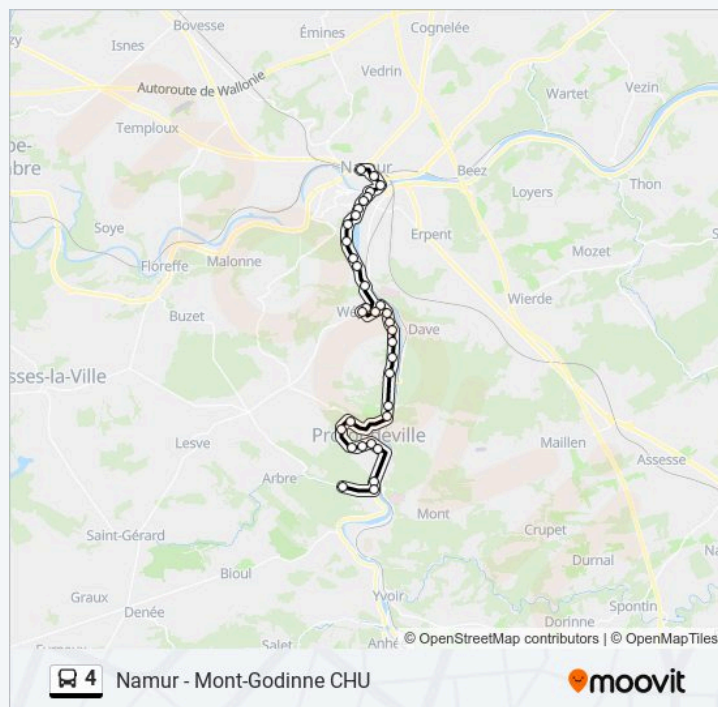 Bovesse
Cognelée
Émines
Isnes
Vedrin
Autoroute de Wallonie
Wartet
Vezin
Temploux
Namur
Beez
Loyers
Thon
Soye
Erpent
Malonne
Floreffe
Mozet
Buzet
Wierde
Dave
Lesve
Maillen
Assesse
Arbre
Mont
Saint-Gérard
Crupet
Durnal
Bioul
Graux
Denée
Yvoir
Spontin
Dorinne
Salet
© OpenStreetMap contributors | © OpenMapTiles
4
Namur - Mont-Godinne CHU
moovit